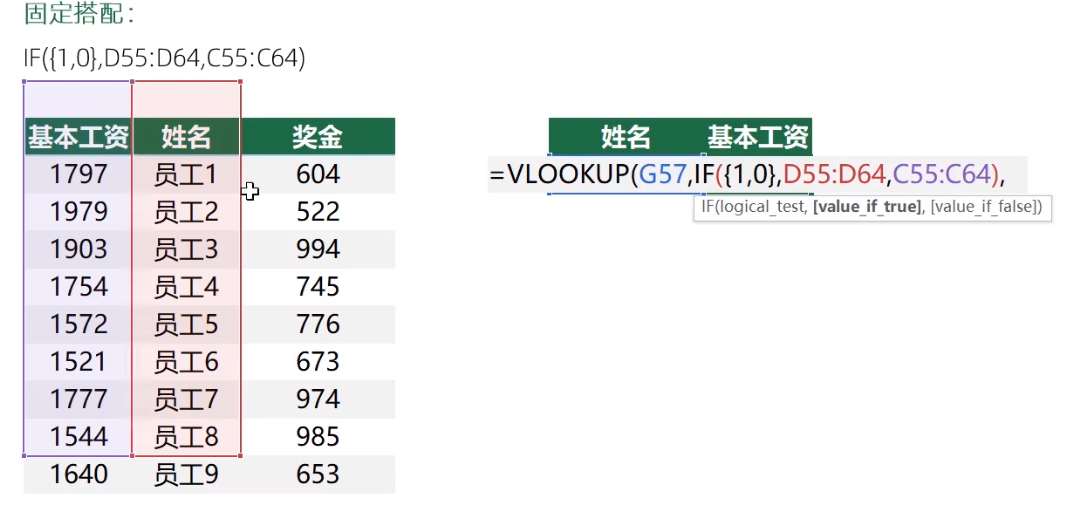 固定搭配：
IF({1,0},D55:D64,C55:C64)
基本工资 姓名 奖金
1797 员工1 604
1979 员工2 522
1903 员工3 994
1754 员工4 745
1572 员工5 776
1521 员工6 673
1777 员工7 974
1544 员工8 985
1640 员工9 653
姓名 基本工资
=VLOOKUP(G57,IF({1,0},D55:D64,C55:C64),
IF(logical_test, [value_if_true], [value_if_false])